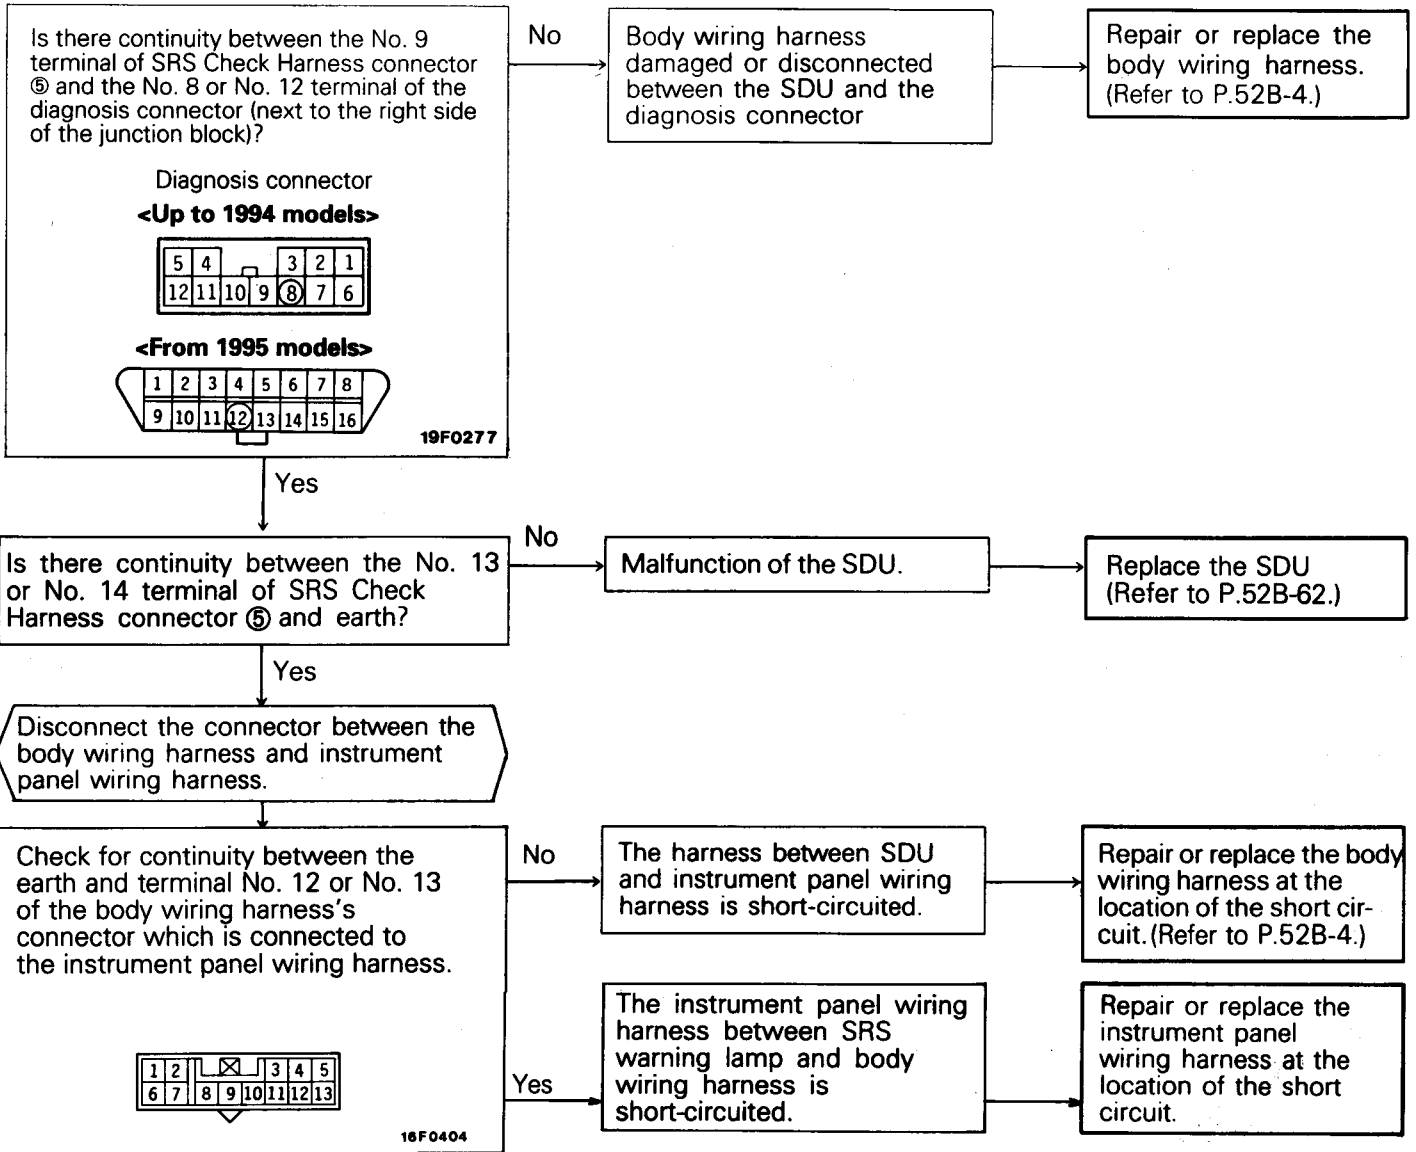 Is there continuity between the No. 9
terminal of SRS Check Harness connector
⑤ and the No. 8 or No. 12 terminal of the
diagnosis connector (next to the right side
of the junction block)?
Diagnosis connector
<Up to 1994 models>
5 4 3 2 1
12 11 10 9 8 7 6
<From 1995 models>
1 2 3 4 5 6 7 8
9 10 11 12 13 14 15 16
19F0277
No
Body wiring harness
damaged or disconnected
between the SDU and the
diagnosis connector
Repair or replace the
body wiring harness.
(Refer to P.52B-4.)
Yes
Is there continuity between the No. 13
or No. 14 terminal of SRS Check
Harness connector ⑤ and earth?
No
Malfunction of the SDU.
Replace the SDU
(Refer to P.52B-62.)
Yes
Disconnect the connector between the
body wiring harness and instrument
panel wiring harness.
Check for continuity between the
earth and terminal No. 12 or No. 13
of the body wiring harness's
connector which is connected to
the instrument panel wiring harness.
1 2 3 4 5
6 7 8 9 10 11 12 13
16F0404
No
The harness between SDU
and instrument panel wiring
harness is short-circuited.
Repair or replace the body
wiring harness at the
location of the short cir-
cuit. (Refer to P.52B-4.)
Yes
The instrument panel wiring
harness between SRS
warning lamp and body
wiring harness is
short-circuited.
Repair or replace the
instrument panel
wiring harness at the
location of the short
circuit.